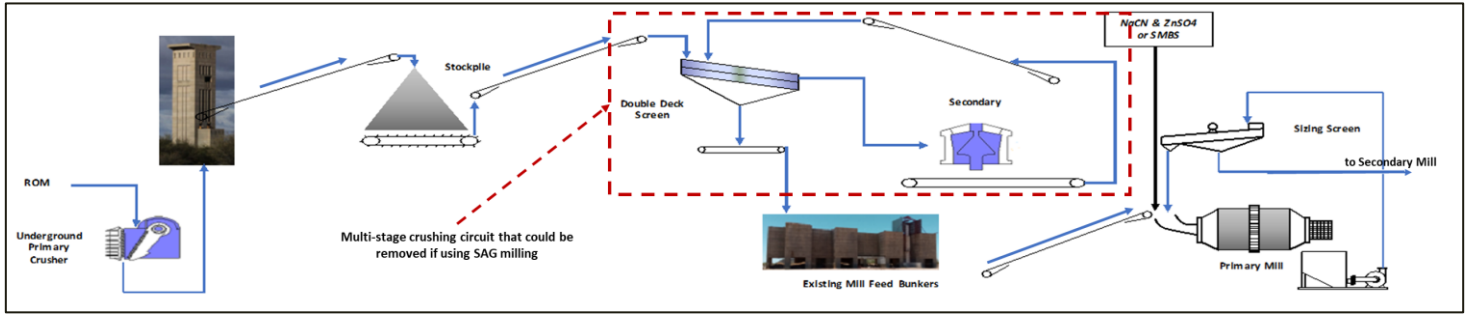 NaCN & ZnSO4
or SMBS
Stockpile
Double Deck
Screen
Secondary
Sizing Screen
to Secondary Mill
ROM
Underground
Primary
Crusher
Multi-stage crushing circuit that could be
removed if using SAG milling
Primary Mill
Existing Mill Feed Bunkers